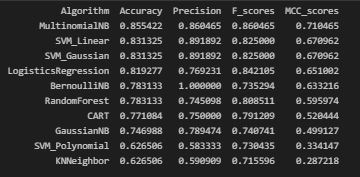 Algorithm Accuracy Precision F_scores MCC_scores
MultinomialNB 0.855422 0.860465 0.860465 0.710465
SVM_Linear 0.831325 0.891892 0.825000 0.670962
SVM_Gaussian 0.831325 0.891892 0.825000 0.670962
LogisticsRegression 0.819277 0.769231 0.842105 0.651002
BernoulliNB 0.783133 1.000000 0.735294 0.633216
RandomForest 0.783133 0.745098 0.808511 0.595974
CART 0.771084 0.750000 0.791209 0.520444
GaussianNB 0.746988 0.789474 0.740741 0.499127
SVM_Polynomial 0.626506 0.583333 0.730435 0.334147
KNNeighbor 0.626506 0.590909 0.715596 0.287218